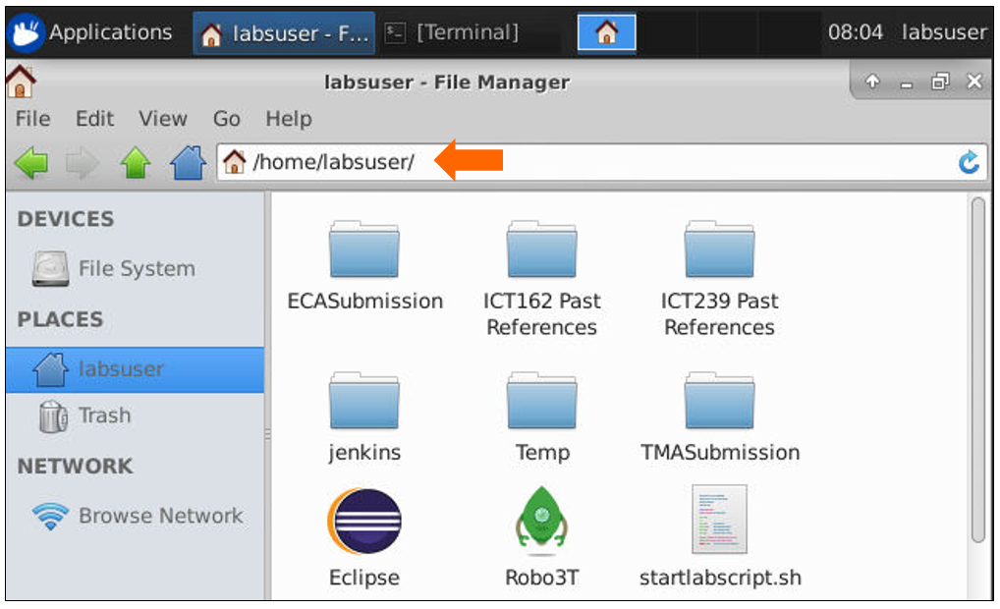 Applications labsuser - F... [Terminal] 08:04 labsuser
labsuser - File Manager
File Edit View Go Help
/home/labsuser/
DEVICES
File System
PLACES
labsuser
Trash
NETWORK
Browse Network
ECASubmission
ICT162 Past
References
ICT239 Past
References
jenkins
Temp
TMASubmission
Eclipse
Robo3T
startlabscript.sh